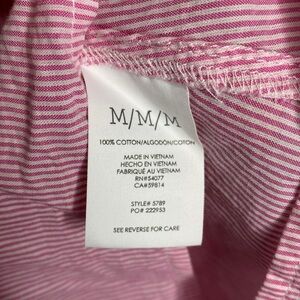 M/M/M
100% COTTON/ALGODÓN/COTON
MADE IN VIETNAM
HECHO EN VIETNAM
FABRIQUÉ AU VIETNAM
RN#54077
CA#59814
STYLE# 5789
PO# 222953
SEE REVERSE FOR CARE